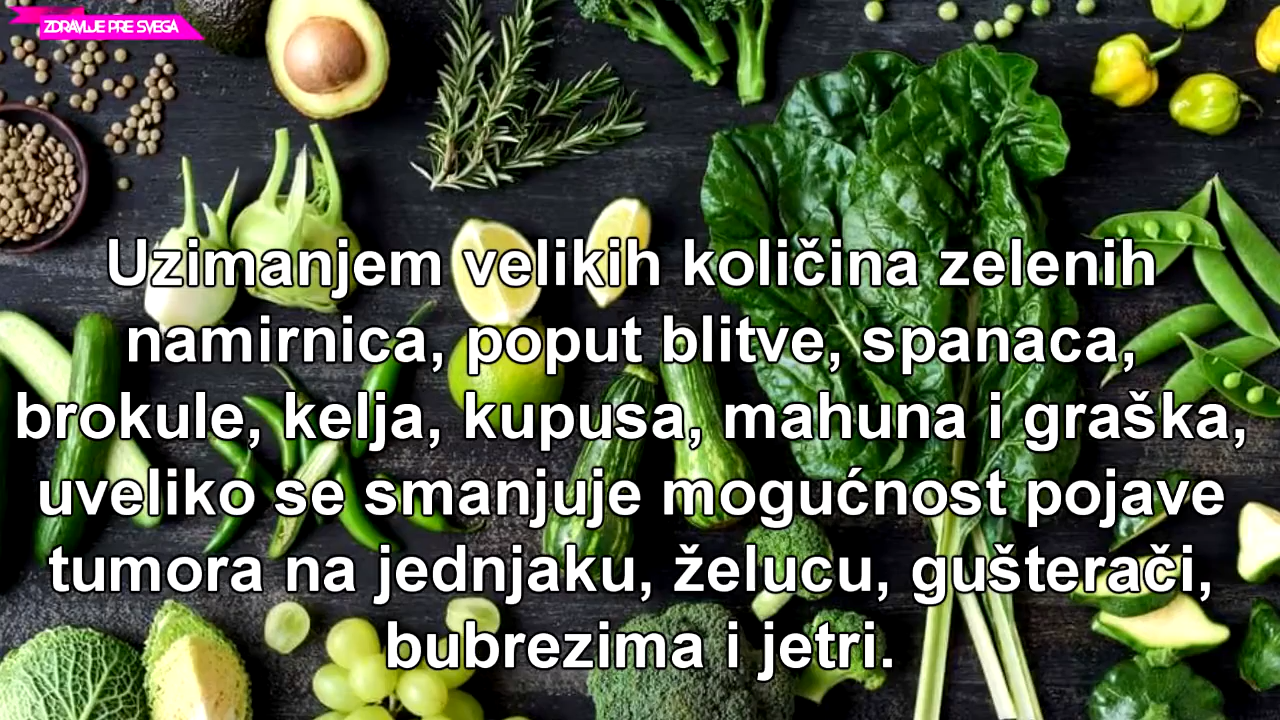 ZDRAVLJE PRE SVEGA
Uzimanjem velikih količina zelenih
namirnica, poput blitve, spanaca,
brokule, kelja, kupusa, mahuna i graška,
uveliko se smanjuje mogućnost pojave
tumora na jednjaku, želucu, gušterači,
bubrezima i jetri.